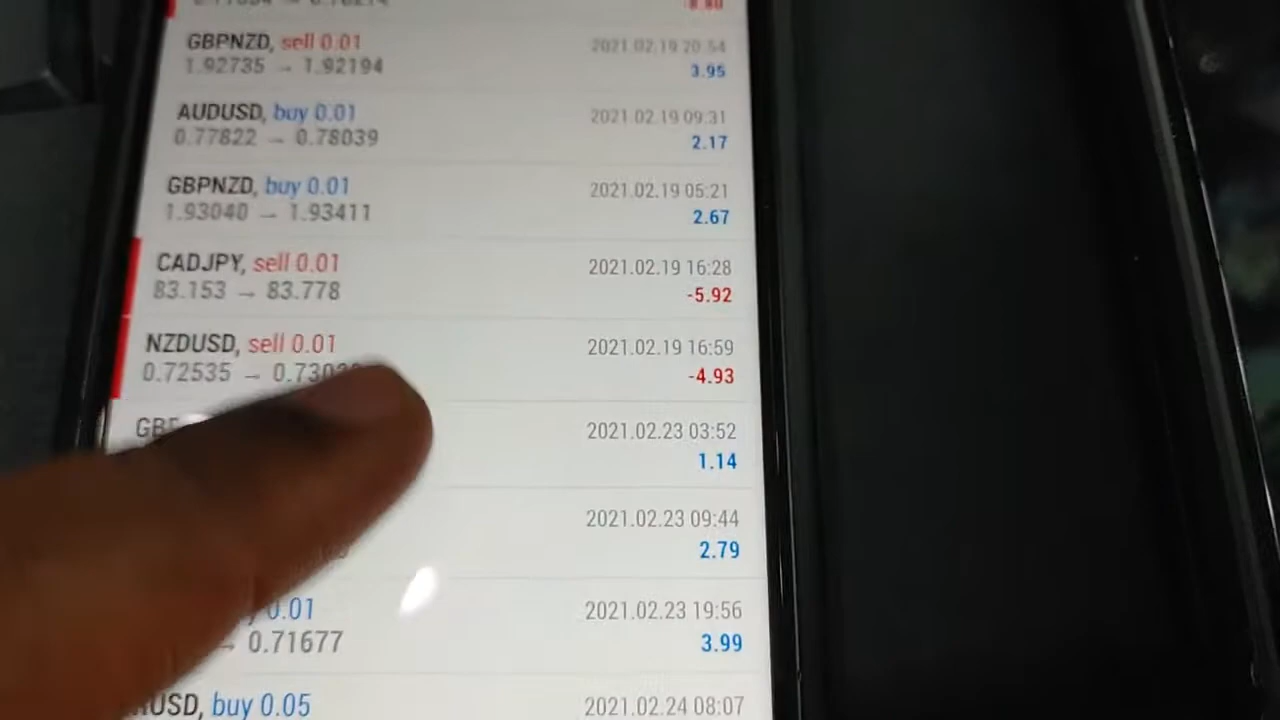 GBPNZD, sell 0.01 2021.02.19 20:54
1.92735 → 1.92194 3.95
AUDUSD, buy 0.01 2021.02.19 09:31
0.77822 → 0.78039 2.17
GBPNZD, buy 0.01 2021.02.19 05:21
1.93040 → 1.93411 2.67
CADJPY, sell 0.01 2021.02.19 16:28
83.153 → 83.778 -5.92
NZDUSD, sell 0.01 2021.02.19 16:59
0.72535 → -4.93
2021.02.23 03:52
1.14
2021.02.23 09:44
2.79
0.01 2021.02.23 19:56
→ 0.71677 3.99
buy 0.05 2021.02.24 08:07